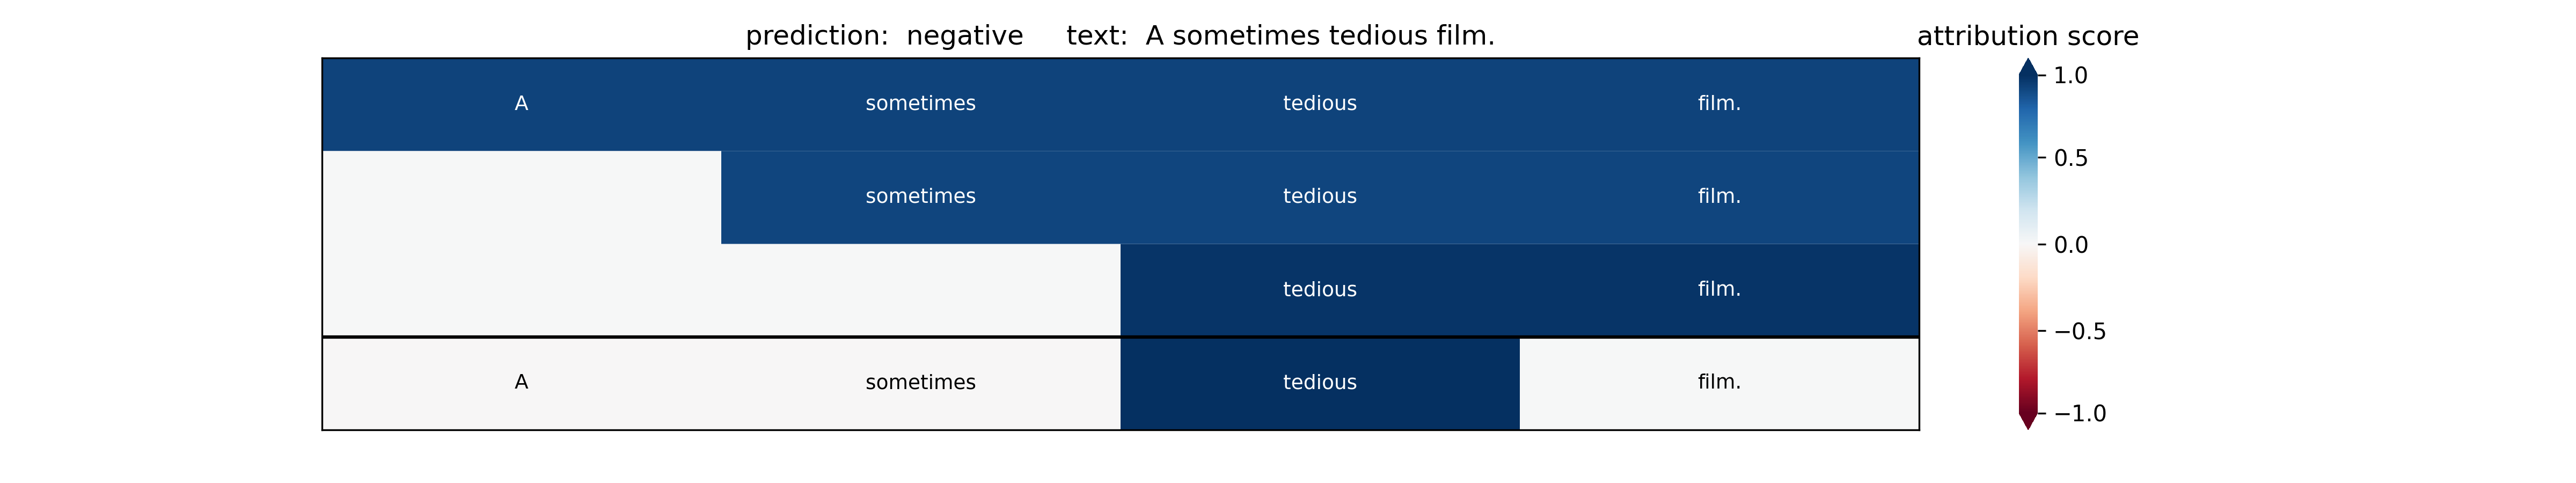 prediction: negative text: A sometimes tedious film.
attribution score
A sometimes tedious film.
sometimes tedious film.
tedious film.
A sometimes tedious film.
1.0
0.5
0.0
−0.5
−1.0